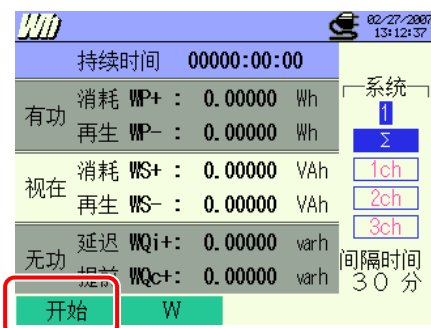 WD 02/27/2007
13:12:37
持续时间 00000:00:00
系统
1
Σ
1ch
2ch
3ch
间隔时间
30 分
有功
消耗 WP+ : 0.00000 Wh
再生 WP- : 0.00000 Wh
视在
消耗 WS+ : 0.00000 VAh
再生 WS- : 0.00000 VAh
无功
延迟 WQi+: 0.00000 varh
提前 WQc+: 0.00000 varh
开始 W